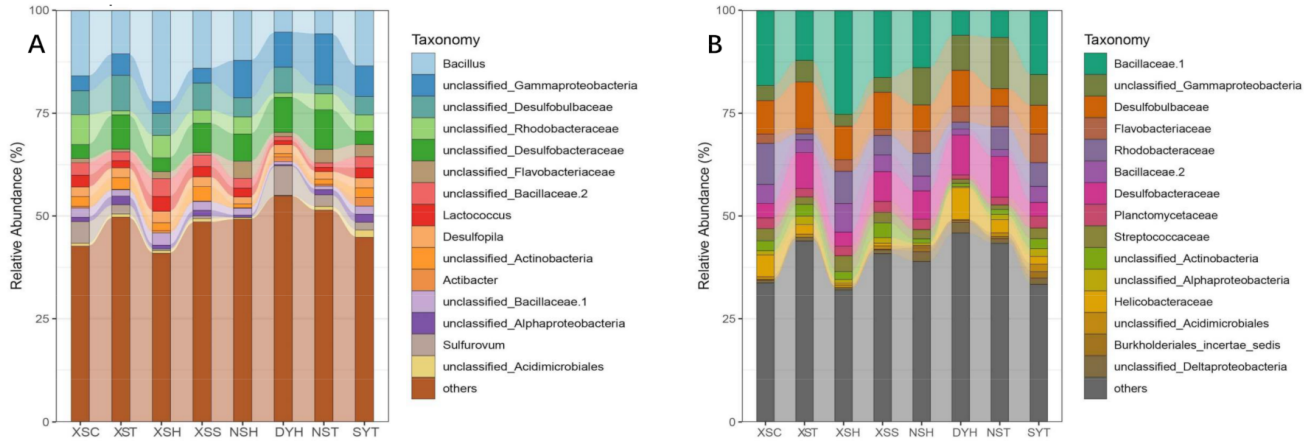 A
Relative Abundance (%)
100
75
50
25
0
XSC XST XSH XSS NSH DYH NST SYT
Taxonomy
Bacillus
unclassified_Gammaproteobacteria
unclassified_Desulfobulbaceae
unclassified_Rhodobacteraceae
unclassified_Desulfobacteraceae
unclassified_Flavobacteriaceae
unclassified_Bacillaceae.2
Lactococcus
Desulfopila
unclassified_Actinobacteria
Actibacter
unclassified_Bacillaceae.1
unclassified_Alphaproteobacteria
Sulfurovum
unclassified_Acidimicrobiales
others
B
Relative Abundance (%)
100
75
50
25
0
XSC XST XSH XSS NSH DYH NST SYT
Taxonomy
Bacillaceae.1
unclassified_Gammaproteobacteria
Desulfobulbaceae
Flavobacteriaceae
Rhodobacteraceae
Bacillaceae.2
Desulfobacteraceae
Planctomycetaceae
Streptococcaceae
unclassified_Actinobacteria
unclassified_Alphaproteobacteria
Helicobacteraceae
unclassified_Acidimicrobiales
Burkholderiales_incertae_sedis
unclassified_Deltaproteobacteria
others